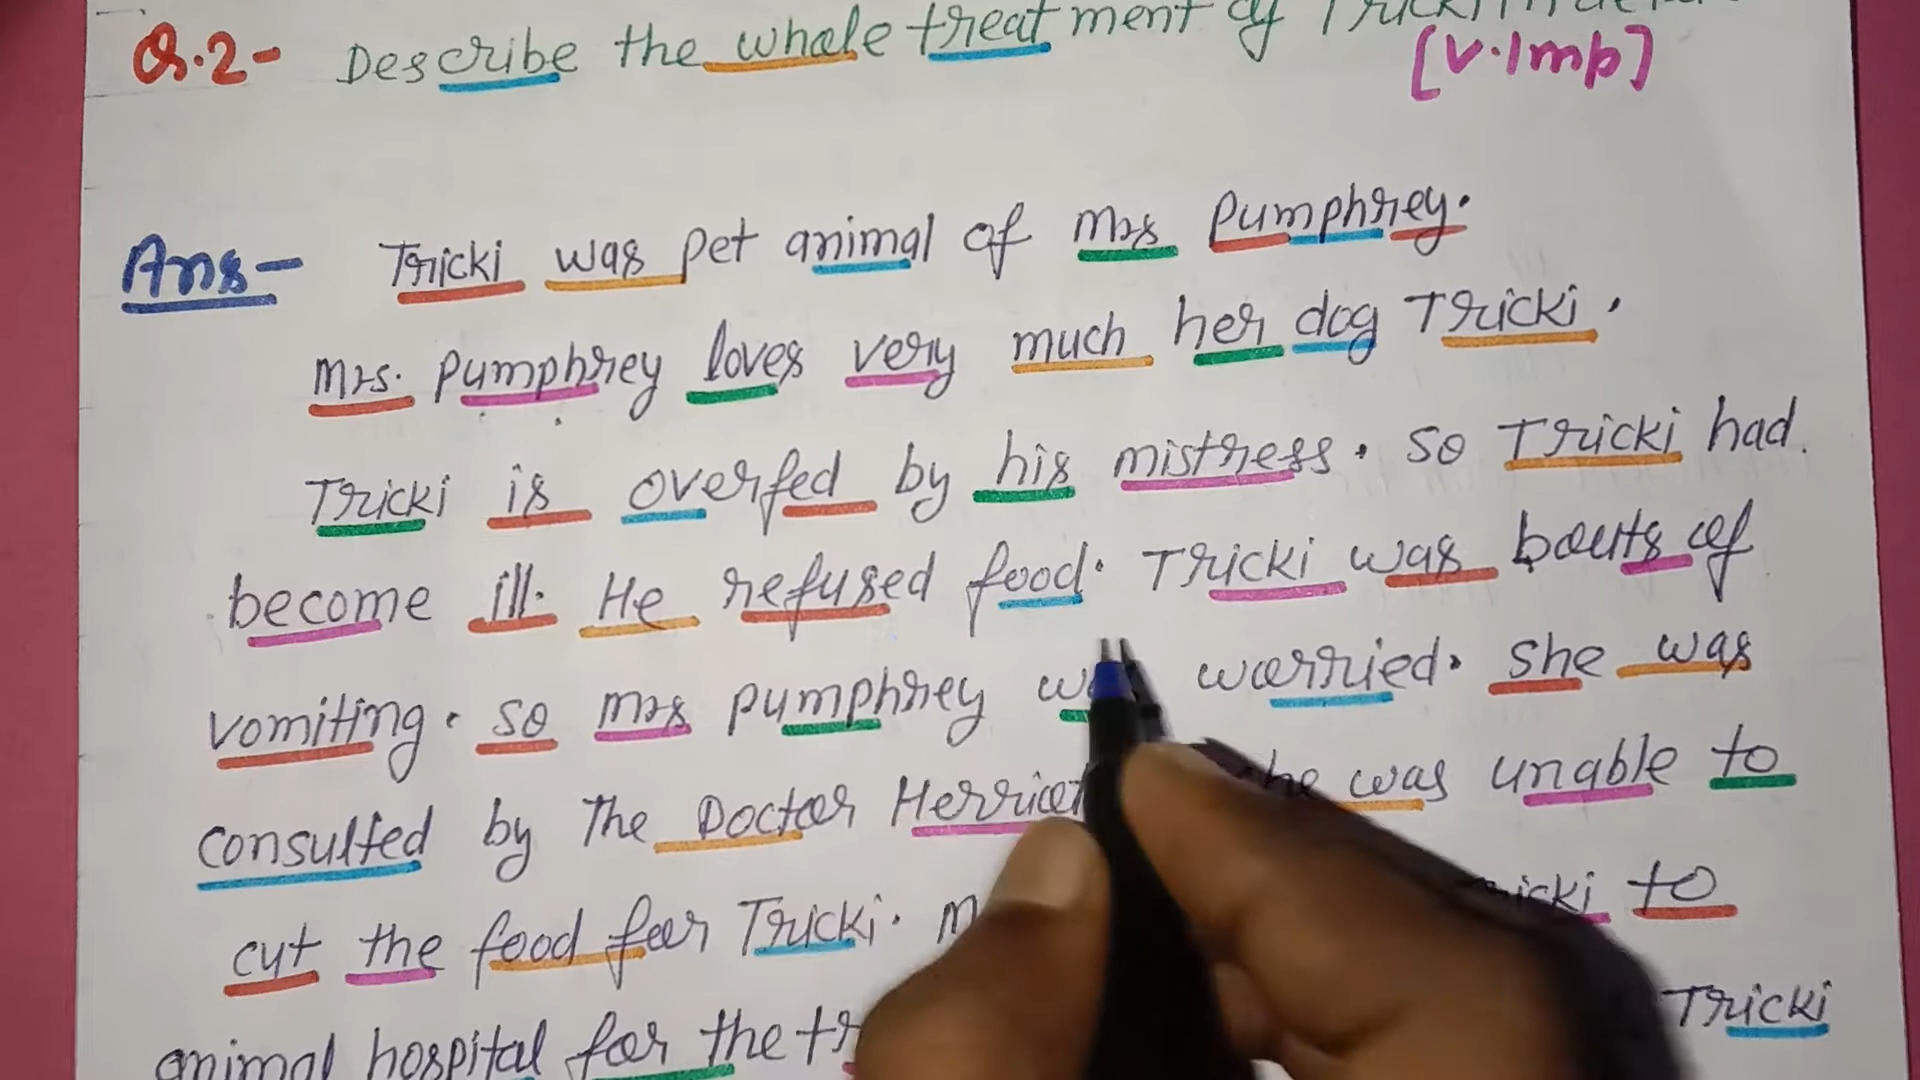 Q.2- Describe the whole treatment of Tricki
[V.Imp]
Ans- Tricki was pet animal of Mrs Pumphrey.
Mrs. Pumphrey loves very much her dog Tricki.
Tricki is overfed by his mistress. So Tricki had
become ill. He refused food. Tricki was bouts of
vomiting. So Mrs Pumphrey worried. She was
consulted by the Doctor Herriot he was unable to
cut the food for Tricki. to
animal hospital for the Tricki